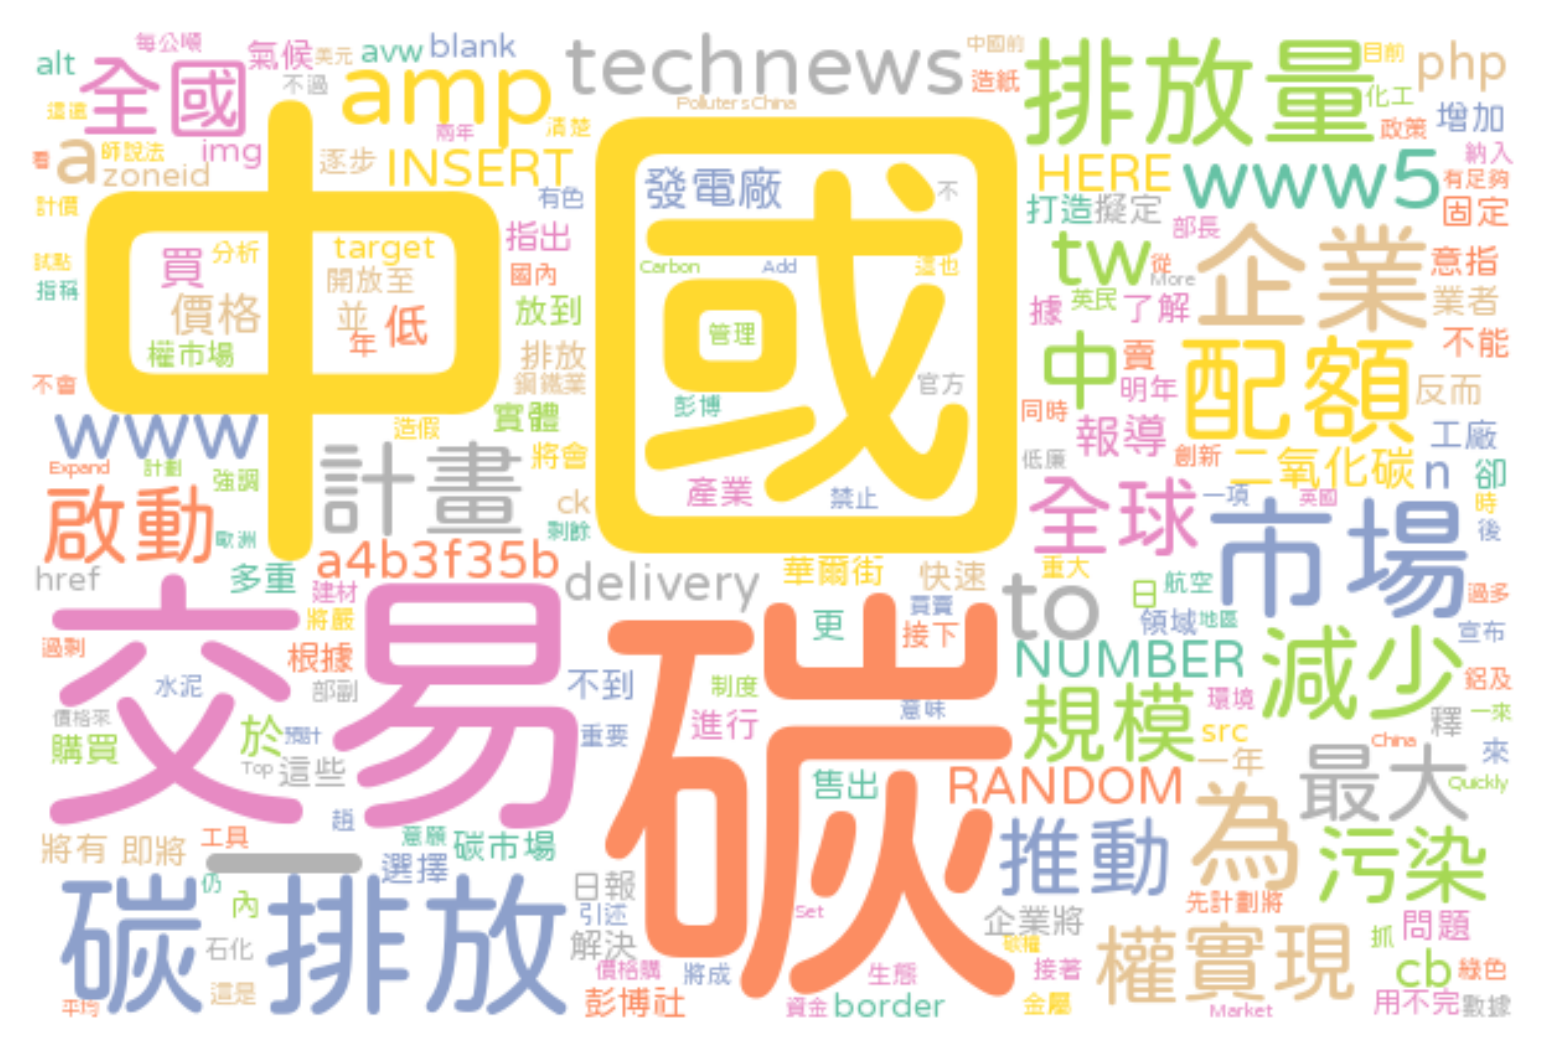 每公噸
氣候
美元
avw
blank
technews
中國前
排放量
目前
php
alt
全國
不過
amp
造紙
化工
增加
這遠
兩年
清楚
Polluters China
政策
看
a
師說法
img
逐步
INSERT
發電廠
不
HERE
www5
納入
zoneid
有色
打造
擬定
有足夠
固定
計價
中國
指出
部長
買
分析
target
tw
從
企業
意指
試點
國內
Carbon
Add
這也
More
指稱
開放至
價格
並
低
放到
據
英民
了解
業者
年
管理
權市場
排放
中
賣
配額
不能
不會
鋼鐵業
官方
明年
反而
www
彭博
同時
造假
實體
報導
工廠
計畫
將會
低廉
創新
二氧化碳
n
卻
Expand
計劃
強調
產業
禁止
全球
一項
英國
時
啟動
ck
市場
後
歐洲
剩餘
a4b3f35b
href
多重
建材
delivery
華爾街
快速
重大
to
日
航空
過多
交易
將嚴
碳
更
買賣
接下
領域
地區
宣布
減少
過剩
根據
NUMBER
水泥
部副
不到
制度
規模
環境
鋁及
價格來
意味
釋
一來
購買
於
預計
重要
進行
src
China
來
Top
這些
一年
最大
Quickly
售出
RANDOM
為
趙
將有
即將
工具
意願
碳市場
推動
污染
一
選擇
仍
碳排放
日報
先計劃將
內
引述
Set
企業將
問題
石化
解決
欲權
權實現
抓
價格購
將成
生態
接著
cb
綠色
這是
平均
彭博社
資金
border
金屬
Market
用不完
數據